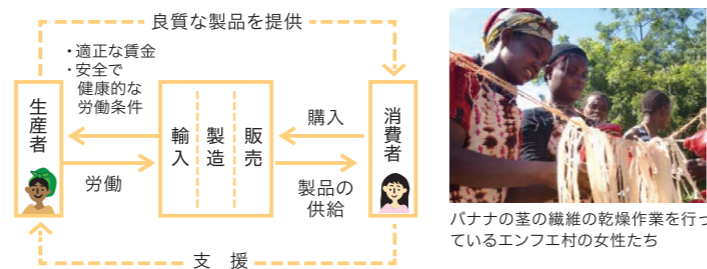 良質な製品を提供
・適正な賃金
・安全で
健康的な
労働条件
生産者
輸入
製造
販売
購入
消費者
労働
製品の
供給
支 援
バナナの茎の繊維の乾燥作業を行っ
ているエンフエ村の女性たち